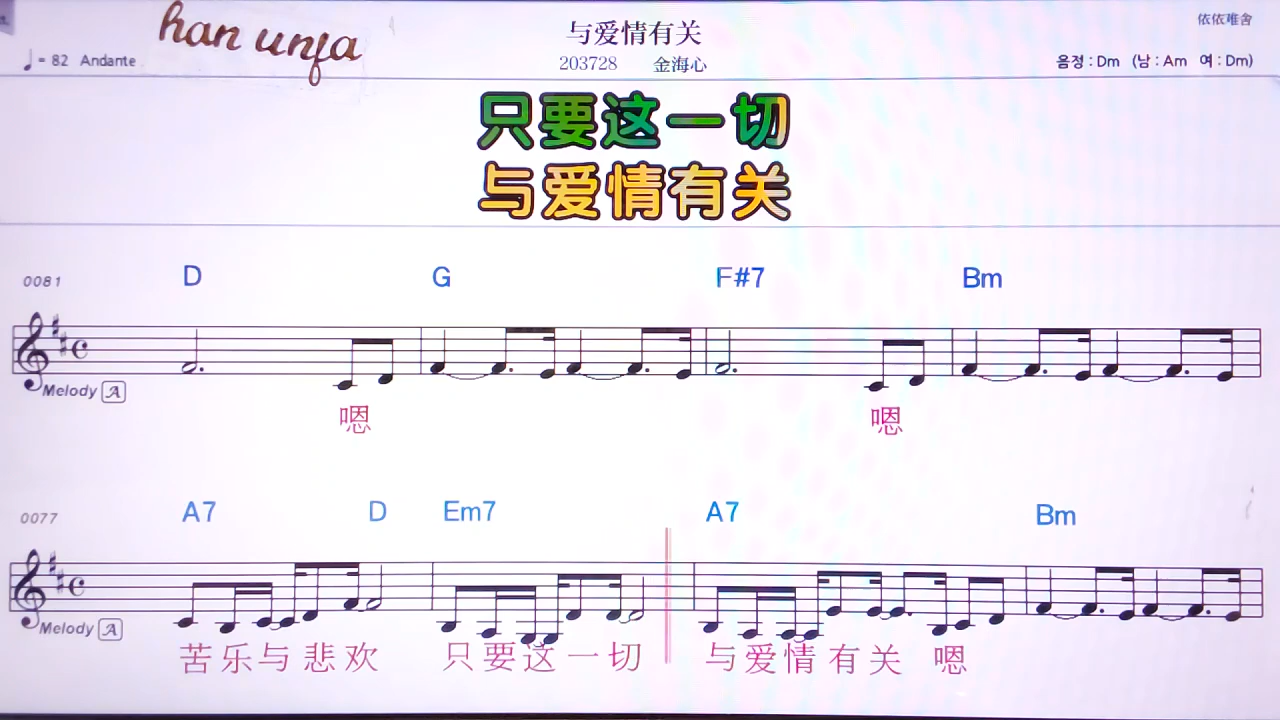 han unfa
与爱情有关
依依难舍
♩= 82 Andante
203728 金海心
음정 : Dm (남 : Am 여 : Dm)
只要这一切
与爱情有关
0081 D G F#7 Bm
Melody A
嗯 嗯
0077 A7 D Em7 A7 Bm
Melody A
苦乐与悲欢 只要这一切 与爱情有关 嗯